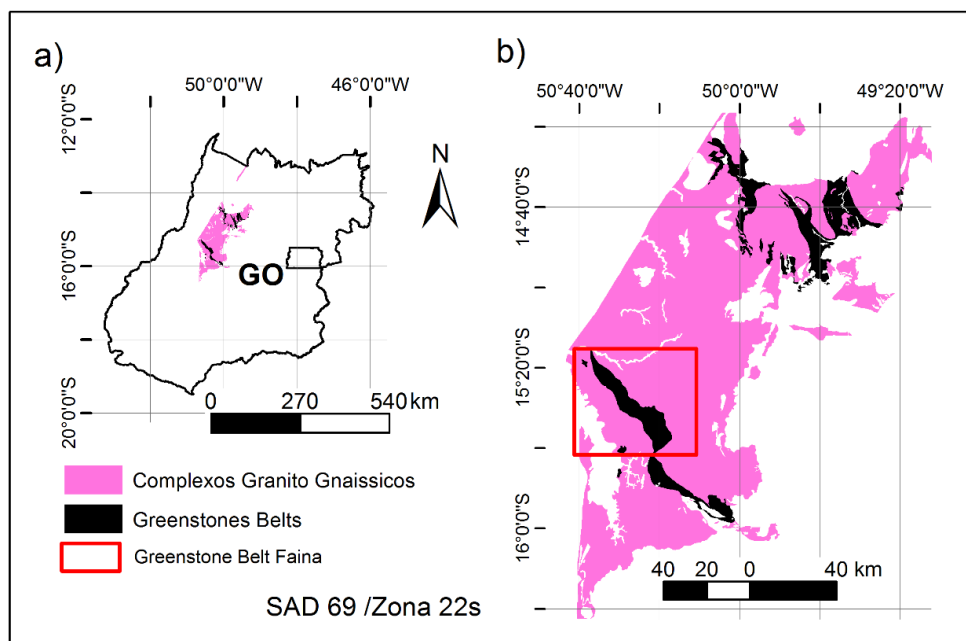 a)
50°0'0"W
46°0'0"W
12°0'0"S
16°0'0"S
20°0'0"S
N
GO
0 270 540 km
Complexos Granito Gnaissicos
Greenstones Belts
Greenstone Belt Faina
SAD 69 /Zona 22s
b)
50°40'0"W
50°0'0"W
49°20'0"W
14°40'0"S
15°20'0"S
16°0'0"S
40 20 0 40 km